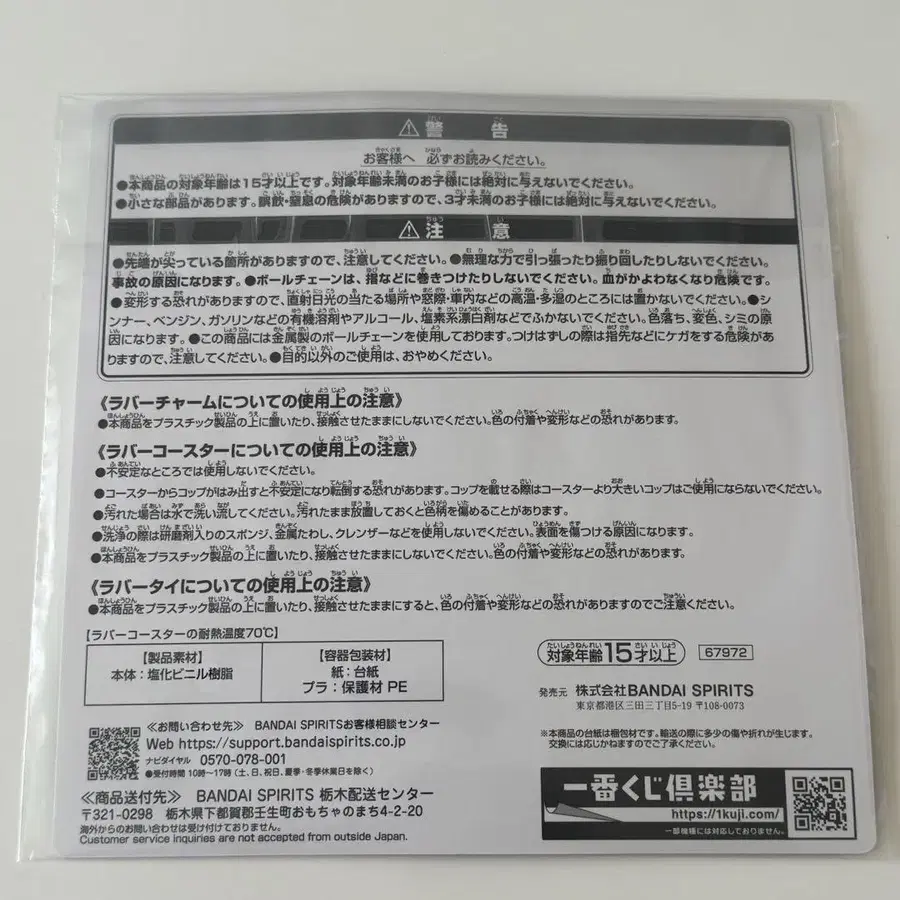 ⚠警告
お客様へ 必ずお読みください。
●本商品の対象年齢は15才以上です。対象年齢未満のお子様には絶対に与えないでください。
●小さな部品があります。誤飲・窒息の危険がありますので、3才未満のお子様には絶対に与えないでください。
⚠注意
●先端が尖っている箇所がありますので、注意してください。●無理な力で引っ張ったり振り回したりしないでください。
事故の原因になります。●ボールチェーンは、指などに巻きつけたりしないでください。血がかよわなくなり危険です。
●変形する恐れがありますので、直射日光の当たる場所や窓際・車内などの高温・多湿のところには置かないでください。●シ
ンナー、ベンジン、ガソリンなどの有機溶剤やアルコール、塩素系漂白剤などでふかないでください。色落ち、変色、シミの原
因になります。●この商品には金属製のボールチェーンを使用しております。つけはずしの際は指先などにケガをする危険があ
りますので、注意してください。●目的以外のご使用は、おやめください。
《ラバーチャームについての使用上の注意》
●本商品をプラスチック製品の上に置いたり、接触させたままにしないでください。色の付着や変形などの恐れがあります。
《ラバーコースターについての使用上の注意》
●不安定なところでは使用しないでください。
●コースターからコップがはみ出すと不安定になり転倒する恐れがあります。コップを載せる際はコースターより大きいコップはご使用にならないでください。
●汚れた場合は水で洗い流してください。汚れたまま放置しておくと色柄を傷めることがあります。
●洗浄の際は研磨剤入りのスポンジ、金属たわし、クレンザーなどを使用しないでください。表面を傷つける原因になります。
●本商品をプラスチック製品の上に置いたり、接触させたままにしないでください。色の付着や変形などの恐れがあります。
《ラバータイについての使用上の注意》
●本商品をプラスチック製品の上に置いたり、接触させたままにすると、色の付着や変形などの恐れがありますのでご注意ください。
【ラバーコースターの耐熱温度70℃】
【製品素材】
本体：塩化ビニル樹脂
【容器包装材】
紙：台紙
プラ：保護材 PE
対象年齢15才以上
67972
発売元 株式会社BANDAI SPIRITS
東京都港区三田三丁目5-19 〒108-0073
※本商品の台紙は梱包材です。輸送の際に多少の傷や折れが生じます。
交換には応じかねますのでご了承ください。
≪お問い合わせ先≫ BANDAI SPIRITSお客様相談センター
Web https://support.bandaispirits.co.jp
ナビダイヤル 0570-078-001
●受付時間 10時〜17時（土、日、祝日、夏季・冬季休業日を除く）
≪商品送付先≫ BANDAI SPIRITS 栃木配送センター
〒321-0298 栃木県下都賀郡壬生町おもちゃのまち4-2-20
海外からのお問い合わせは受け付けておりません。
Customer service inquiries are not accepted from outside Japan.
一番くじ倶楽部
https://1kuji.com/
一部機種には対応しておりません。